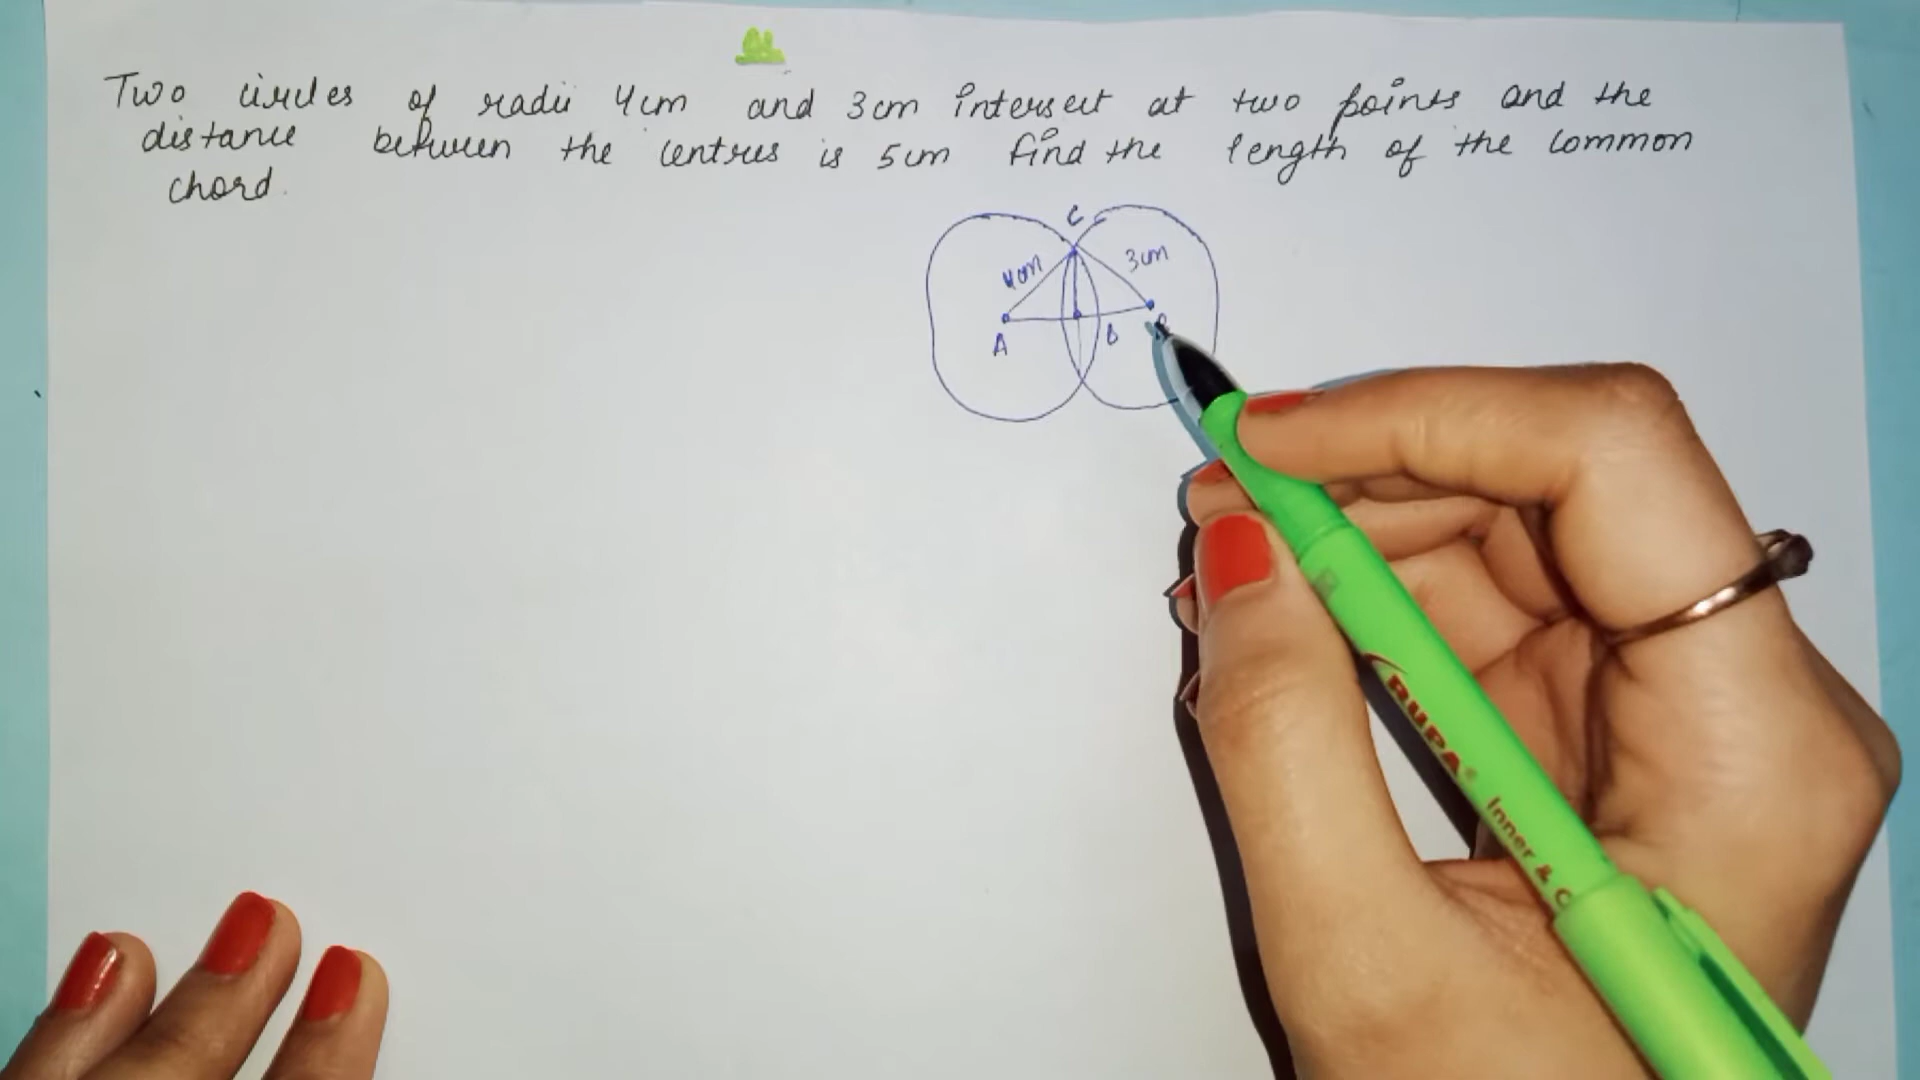 Two circles of radii 4cm and 3cm intersect at two points and the
distance between the centres is 5cm find the length of the common
chord.
C
4cm
3cm
A
B
RUPA®
Inner &